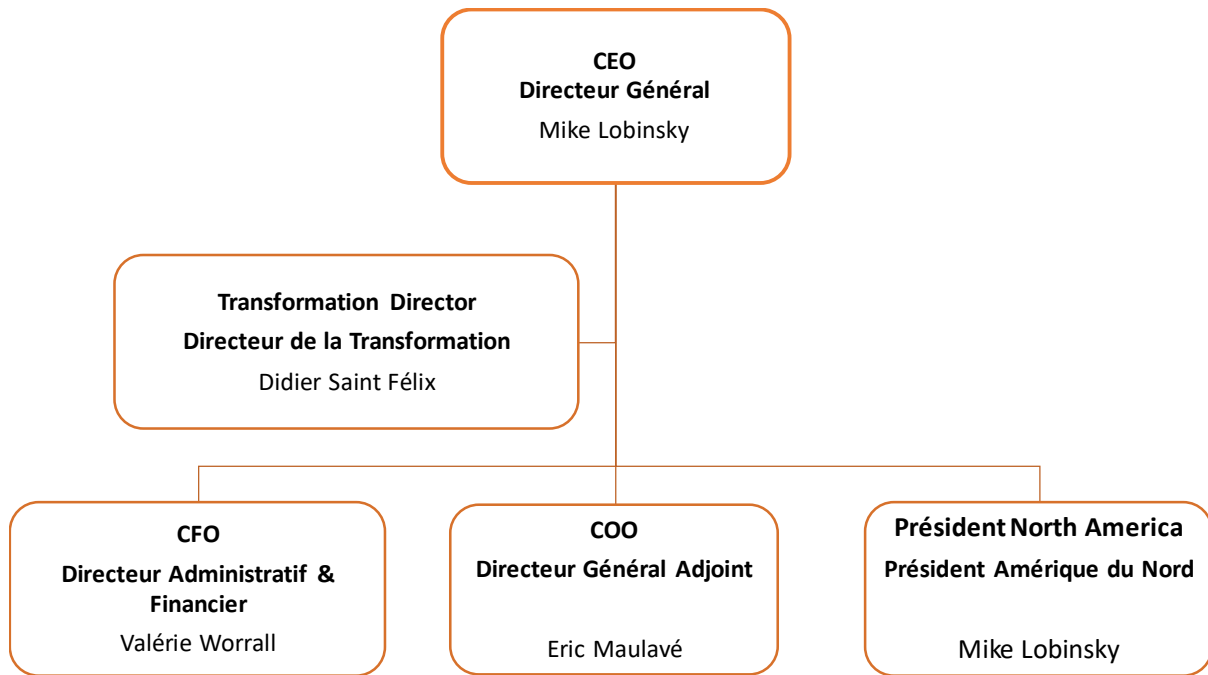 CEO
Directeur Général
Mike Lobinsky
Transformation Director
Directeur de la Transformation
Didier Saint Félix
CFO
Directeur Administratif &
Financier
Valérie Worrall
COO
Directeur Général Adjoint
Eric Maulavé
Président North America
Président Amérique du Nord
Mike Lobinsky